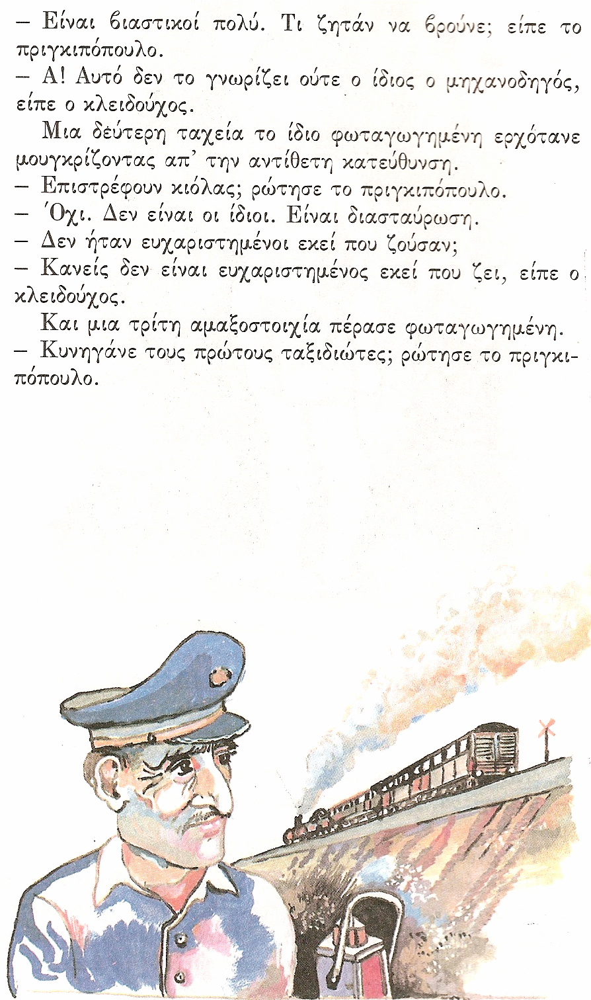 – Είναι βιαστικοί πολύ. Τι ζητάν να βρούνε; είπε το
πριγκιπόπουλο.
– Α! Αυτό δεν το γνωρίζει ούτε ο ίδιος ο μηχανοδηγός,
είπε ο κλειδούχος.
Μια δεύτερη ταχεία το ίδιο φωταγωγημένη ερχότανε
μουγκρίζοντας απ’ την αντίθετη κατεύθυνση.
– Επιστρέφουν κιόλας; ρώτησε το πριγκιπόπουλο.
– Όχι. Δεν είναι οι ίδιοι. Είναι διασταύρωση.
– Δεν ήταν ευχαριστημένοι εκεί που ζούσαν;
– Κανείς δεν είναι ευχαριστημένος εκεί που ζει, είπε ο
κλειδούχος.
Και μια τρίτη αμαξοστοιχία πέρασε φωταγωγημένη.
– Κυνηγάνε τους πρώτους ταξιδιώτες; ρώτησε το πριγκι-
πόπουλο.